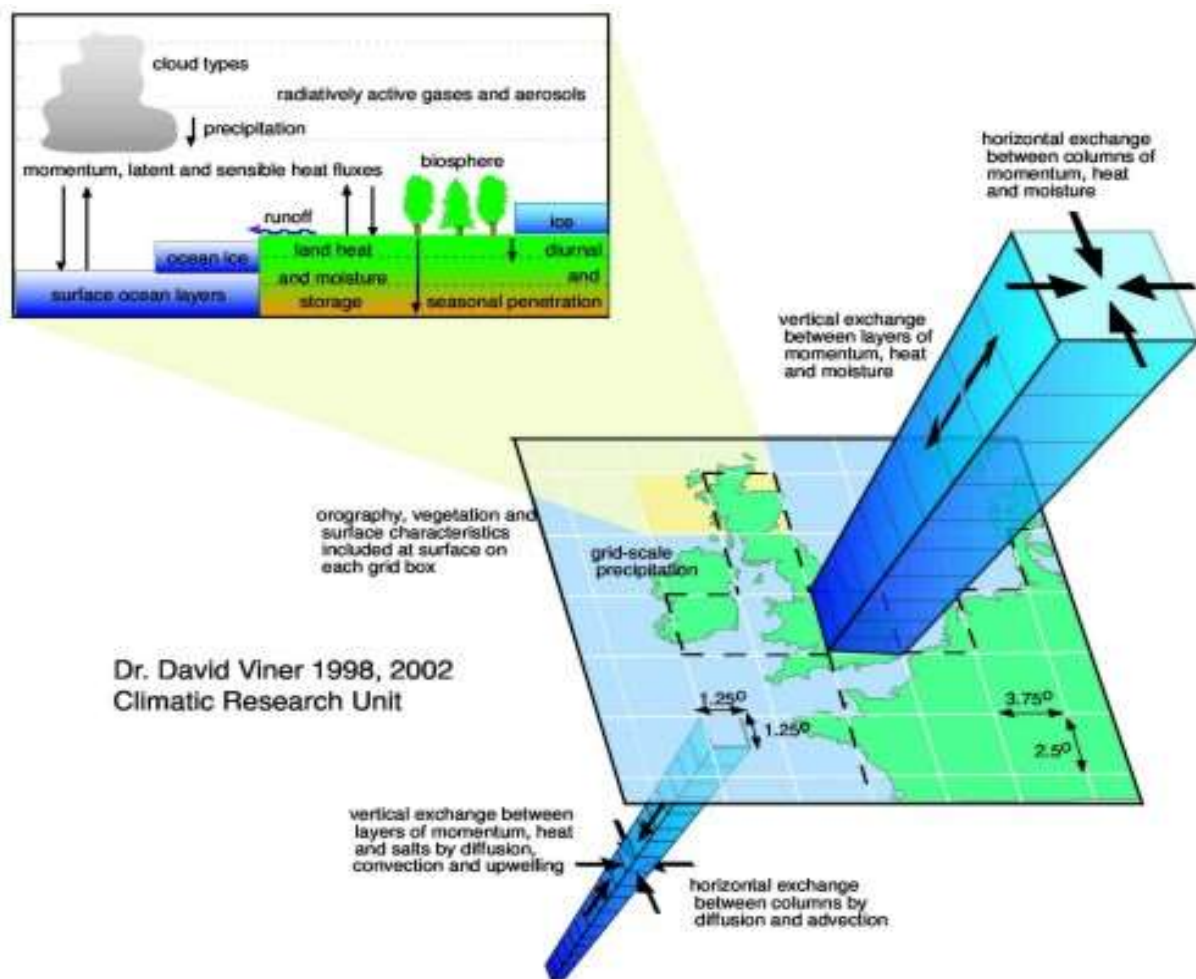 cloud types
radiatively active gases and aerosols
precipitation
momentum, latent and sensible heat fluxes
biosphere
runoff
ice
ocean ice
land heat
diurnal
and moisture
and
surface ocean layers
storage
seasonal penetration
horizontal exchange
between columns of
momentum, heat
and moisture
vertical exchange
between layers of
momentum, heat
and moisture
orography, vegetation and
surface characteristics
included at surface on
each grid box
grid-scale
precipitation
Dr. David Viner 1998, 2002
Climatic Research Unit
1.25º
1.25º
3.75º
2.5º
vertical exchange between
layers of momentum, heat
and salts by diffusion,
convection and upwelling
horizontal exchange
between columns by
diffusion and advection